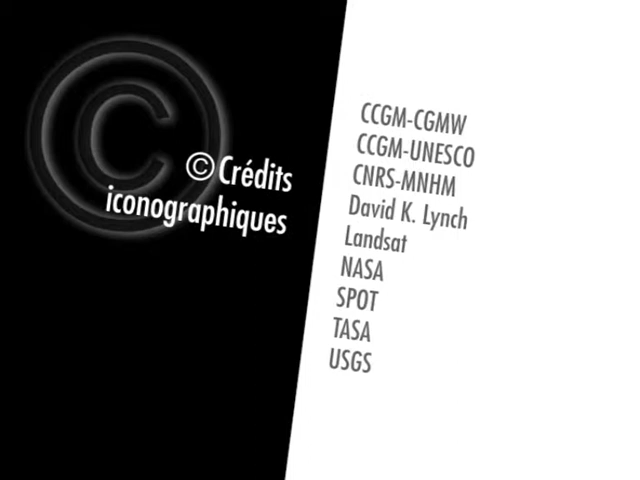 © Crédits
iconographiques
CCGM-CGMW
CCGM-UNESCO
CNRS-MNHM
David K. Lynch
Landsat
NASA
SPOT
TASA
USGS